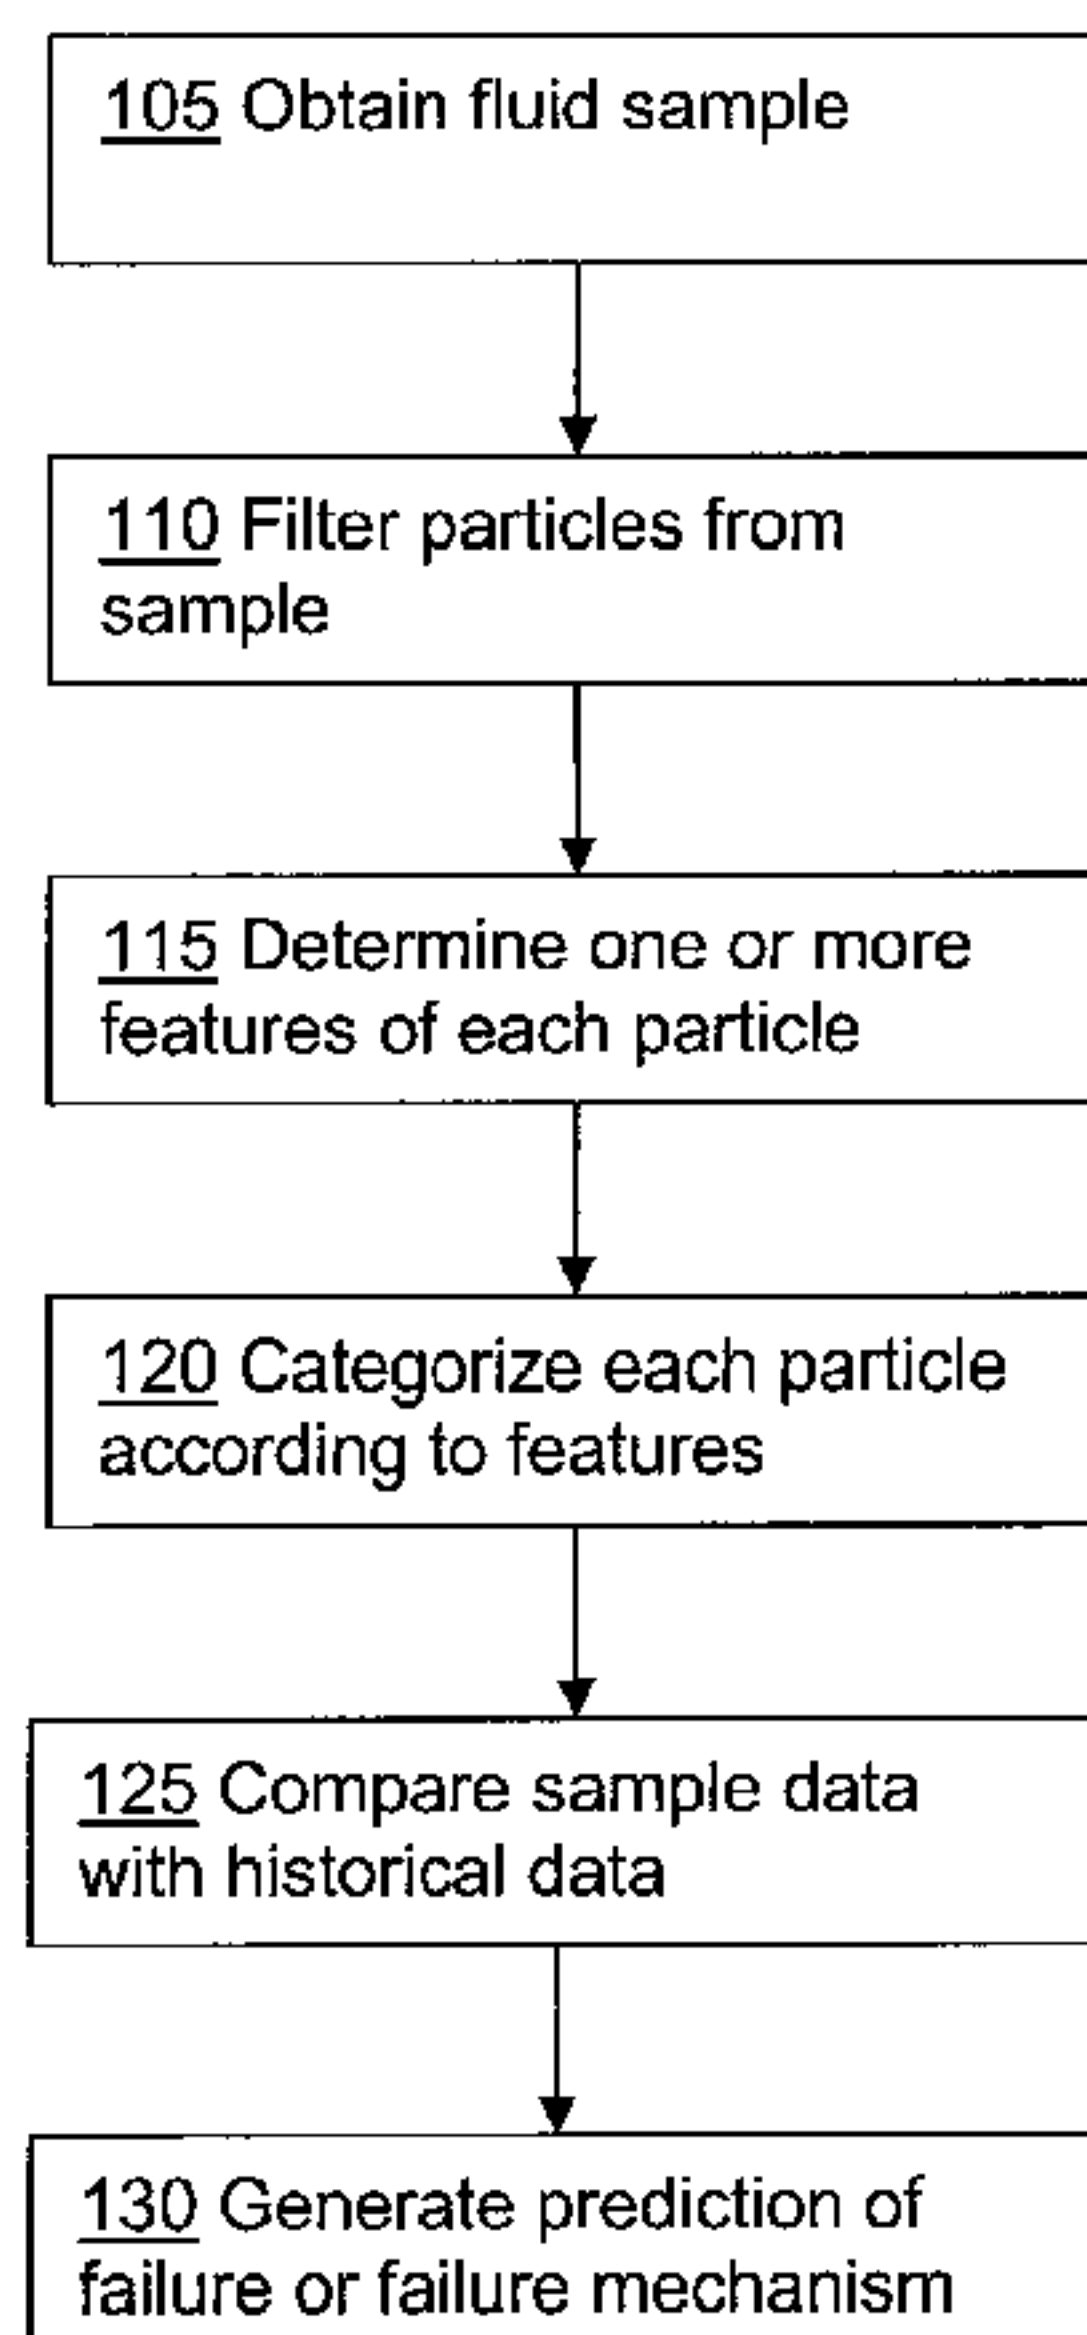 105 Obtain fluid sample
110 Filter particles from
sample
115 Determine one or more
features of each particle
120 Categorize each particle
according to features
125 Compare sample data
with historical data
130 Generate prediction of
failure or failure mechanism